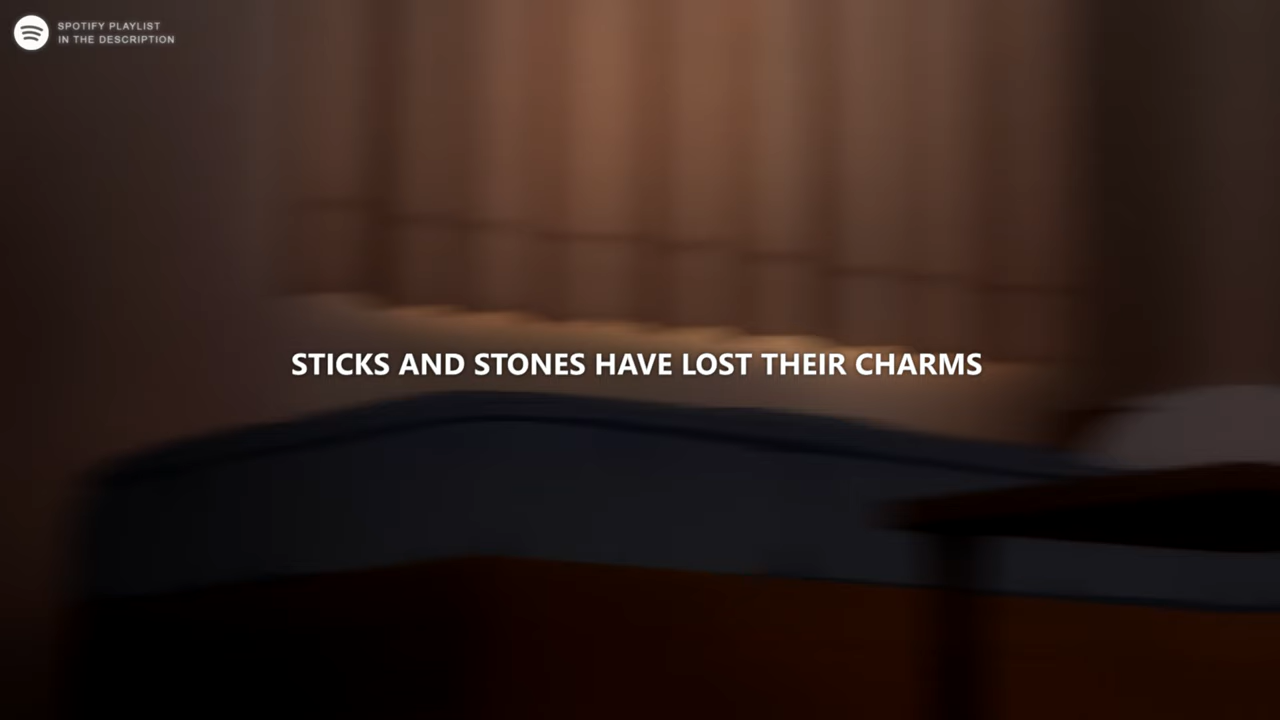 SPOTIFY PLAYLIST
IN THE DESCRIPTION
STICKS AND STONES HAVE LOST THEIR CHARMS